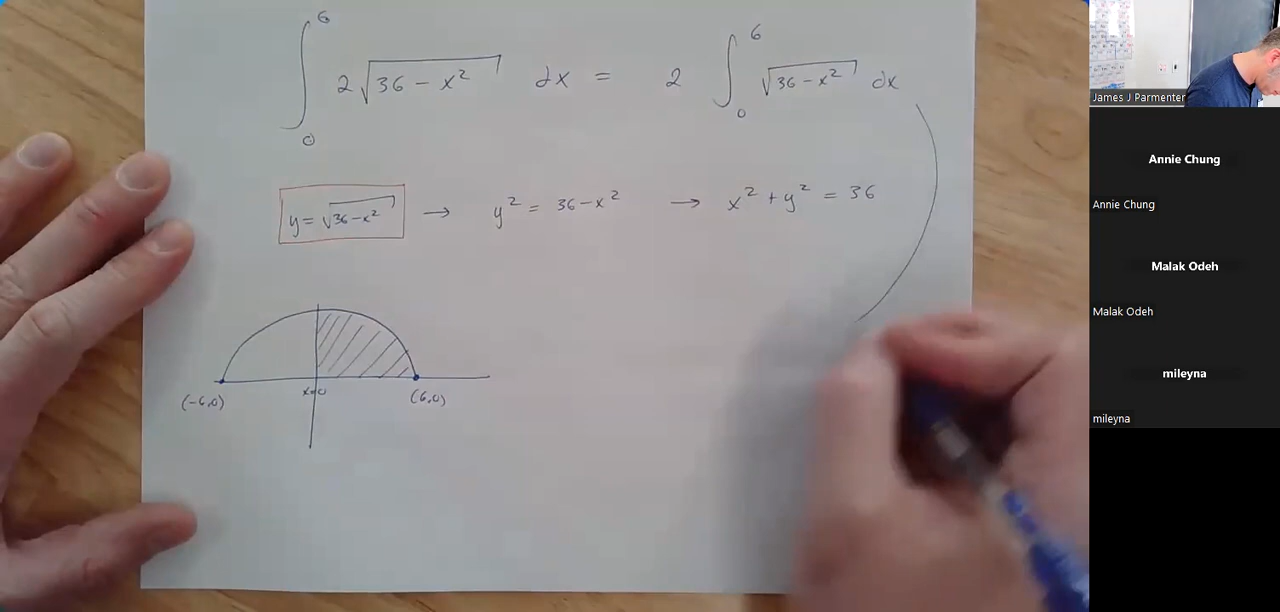 ∫₀⁶ 2√(36 - x²) dx = 2 ∫₀⁶ √(36 - x²) dx
y = √(36 - x²) → y² = 36 - x² → x² + y² = 36
(-6,0) x=0 (6,0)
James J Parmenter
Annie Chung
Annie Chung
Malak Odeh
Malak Odeh
mileyna
mileyna